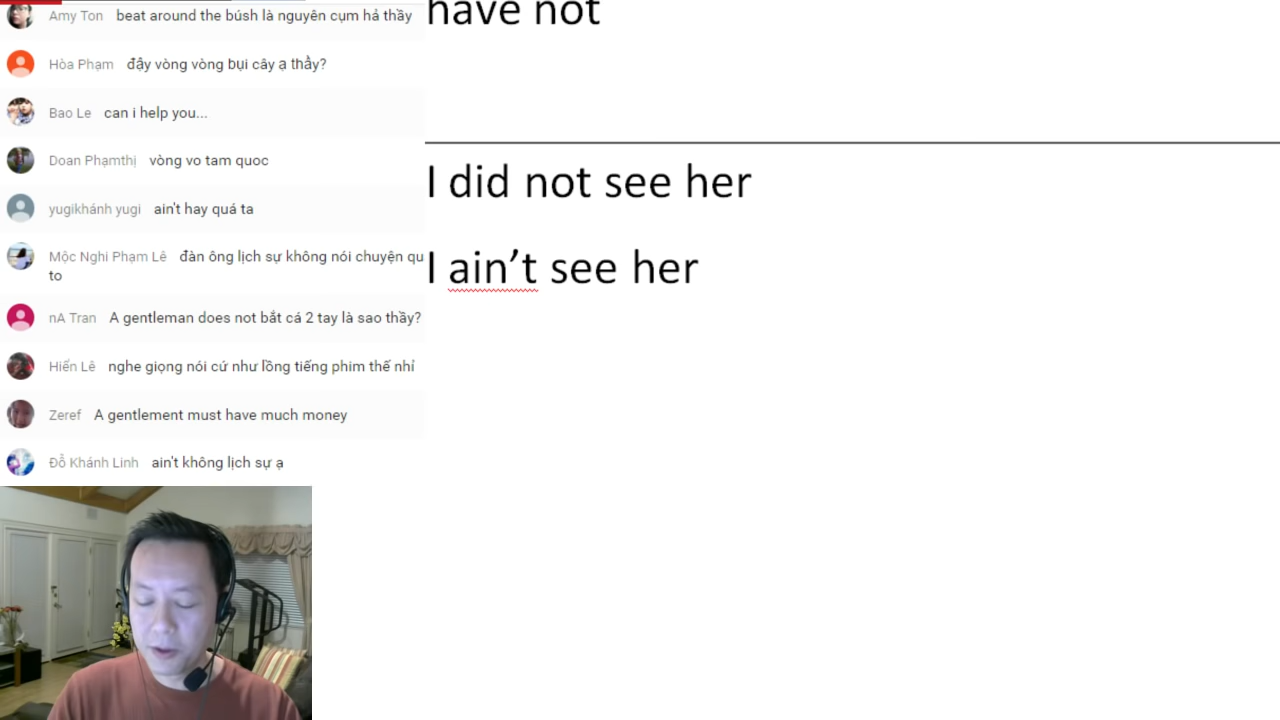 Amy Ton beat around the búsh là nguyên cụm hả thầy
Hòa Phạm đậy vòng vòng bụi cây ạ thầy?
Bao Le can i help you...
Doan Phạmthị vòng vo tam quoc
yugikhánh yugi ain't hay quá ta
Mộc Nghi Phạm Lê đàn ông lịch sự không nói chuyện qu
to
nA Tran A gentleman does not bắt cá 2 tay là sao thầy?
Hiển Lê nghe giọng nói cứ như lồng tiếng phim thế nhỉ
Zeref A gentlement must have much money
Đỗ Khánh Linh ain't không lịch sự ạ
have not
I did not see her
I ain’t see her